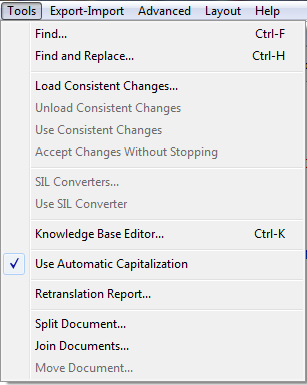 Tools Export-Import Advanced Layout Help
Find... Ctrl-F
Find and Replace... Ctrl-H
Load Consistent Changes...
Unload Consistent Changes
Use Consistent Changes
Accept Changes Without Stopping
SIL Converters...
Use SIL Converter
Knowledge Base Editor... Ctrl-K
Use Automatic Capitalization
Retranslation Report...
Split Document...
Join Documents...
Move Document...